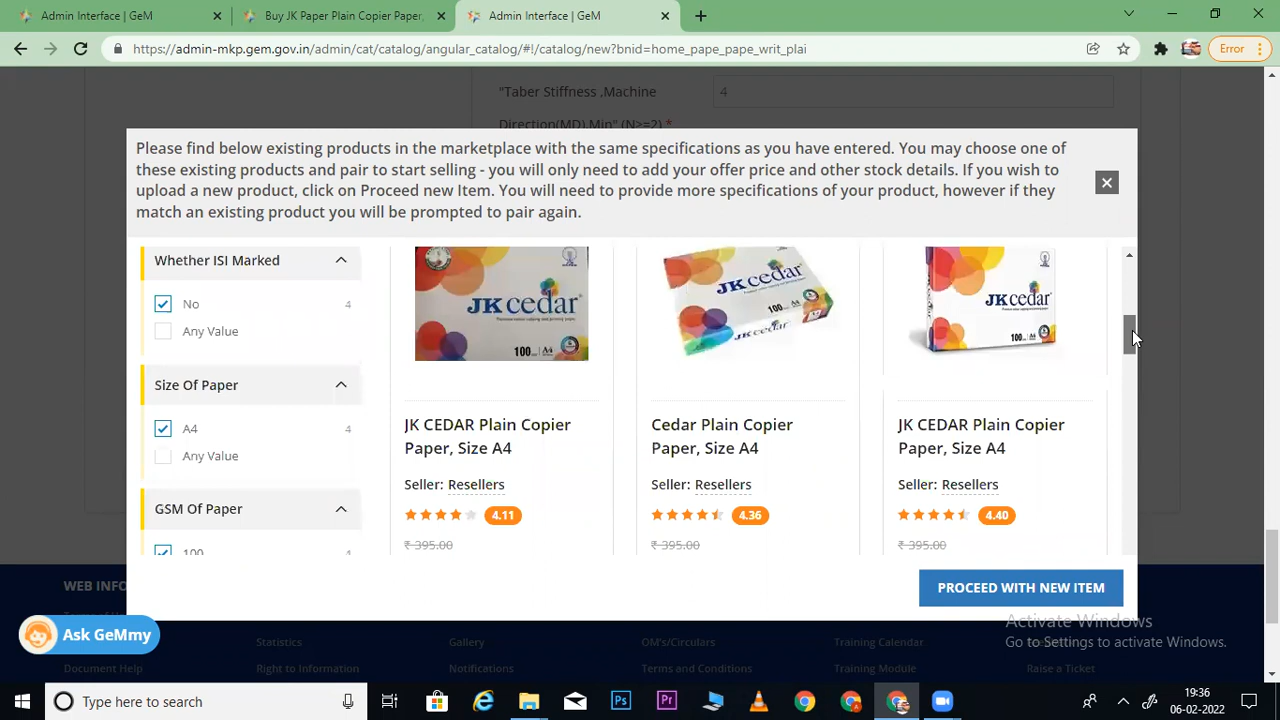 Admin Interface | GeM
Buy JK Paper Plain Copier Paper,
Admin Interface | GeM
https://admin-mkp.gem.gov.in/admin/cat/catalog/angular_catalog/#!/catalog/new?bnid=home_pape_pape_writ_plai
Error
"Taber Stiffness ,Machine
Direction(MD),Min" (N>=2) *
4
Please find below existing products in the marketplace with the same specifications as you have entered. You may choose one of
these existing products and pair to start selling - you will only need to add your offer price and other stock details. If you wish to
upload a new product, click on Proceed new Item. You will need to provide more specifications of your product, however if they
match an existing product you will be prompted to pair again.
Whether ISI Marked
No 4
Any Value
Size Of Paper
A4 4
Any Value
GSM Of Paper
100 4
JK cedar
100 A4
JK CEDAR Plain Copier
Paper, Size A4
Seller: Resellers
4.11
₹ 395.00
JK cedar
100 A4
JK cedar
Cedar Plain Copier
Paper, Size A4
Seller: Resellers
4.36
₹ 395.00
JK cedar
100 A4
JK CEDAR Plain Copier
Paper, Size A4
Seller: Resellers
4.40
₹ 395.00
PROCEED WITH NEW ITEM
WEB INFO
Statistics
Gallery
OM's/Circulars
Training Calendar
Document Help
Right to Information
Notifications
Terms and Conditions
Training Module
Raise a Ticket
Ask GeMmy
Activate Windows
Go to Settings to activate Windows.
Type here to search
Ps
Pr
19:36
06-02-2022